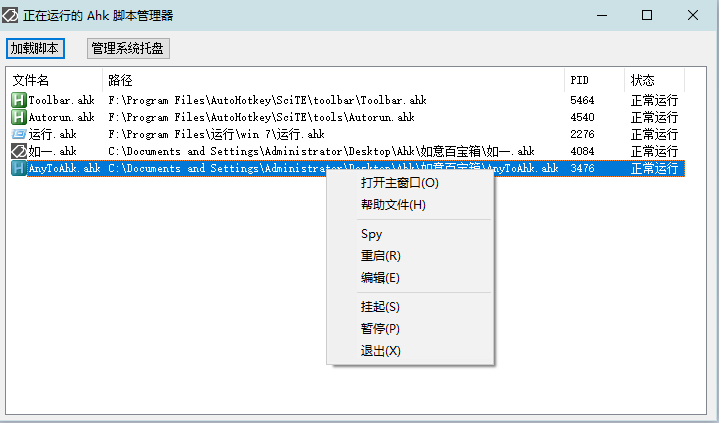 正在运行的 Ahk 脚本管理器
加载脚本 管理系统托盘
文件名 路径 PID 状态
Toolbar.ahk F:\Program Files\AutoHotkey\SciTE\toolbar\Toolbar.ahk 5464 正常运行
Autorun.ahk F:\Program Files\AutoHotkey\SciTE\tools\Autorun.ahk 4540 正常运行
运行.ahk F:\Program Files\运行\win 7\运行.ahk 2276 正常运行
如一.ahk C:\Documents and Settings\Administrator\Desktop\Ahk\如意百宝箱\如一.ahk 4084 正常运行
AnyToAhk.ahk C:\Documents and Settings\Administrator\Desktop\Ahk\如意百宝箱\AnyToAhk.ahk 3476 正常运行
打开主窗口(O)
帮助文件(H)
Spy
重启(R)
编辑(E)
挂起(S)
暂停(P)
退出(X)